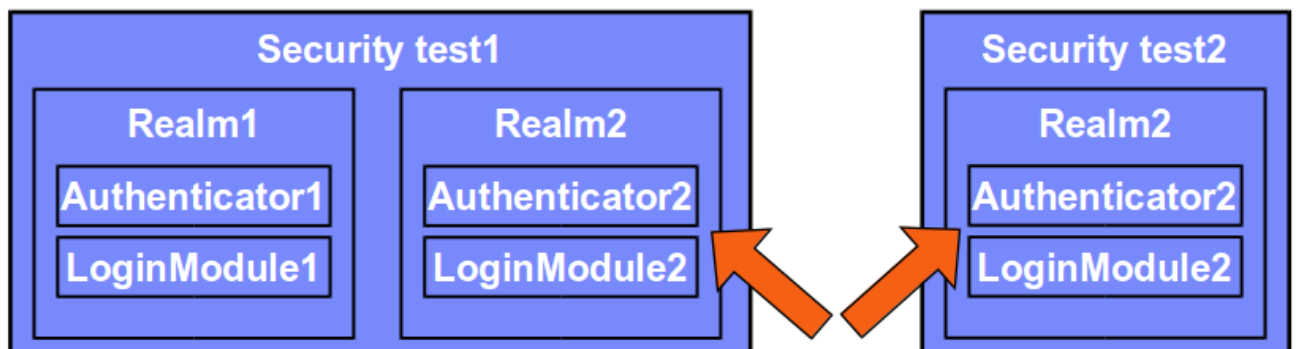 Security test1
Realm1
Authenticator1
LoginModule1
Realm2
Authenticator2
LoginModule2
Security test2
Realm2
Authenticator2
LoginModule2